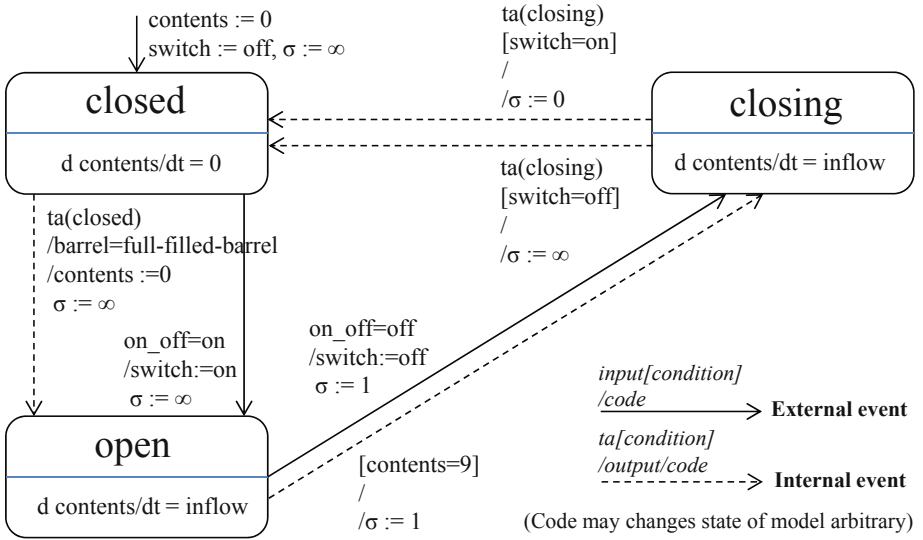 contents := 0
switch := off, σ := ∞
closed
d contents/dt = 0
ta(closing)
[switch=on]
/
/σ := 0
closing
d contents/dt = inflow
ta(closing)
[switch=off]
/
/σ := ∞
ta(closed)
/barrel=full-filled-barrel
/contents :=0
σ := ∞
on_off=on
/switch:=on
σ := ∞
on_off=off
/switch:=off
σ := 1
open
d contents/dt = inflow
[contents=9]
/
/σ := 1
input[condition]
/code
External event
ta[condition]
/output/code
Internal event
(Code may changes state of model arbitrary)